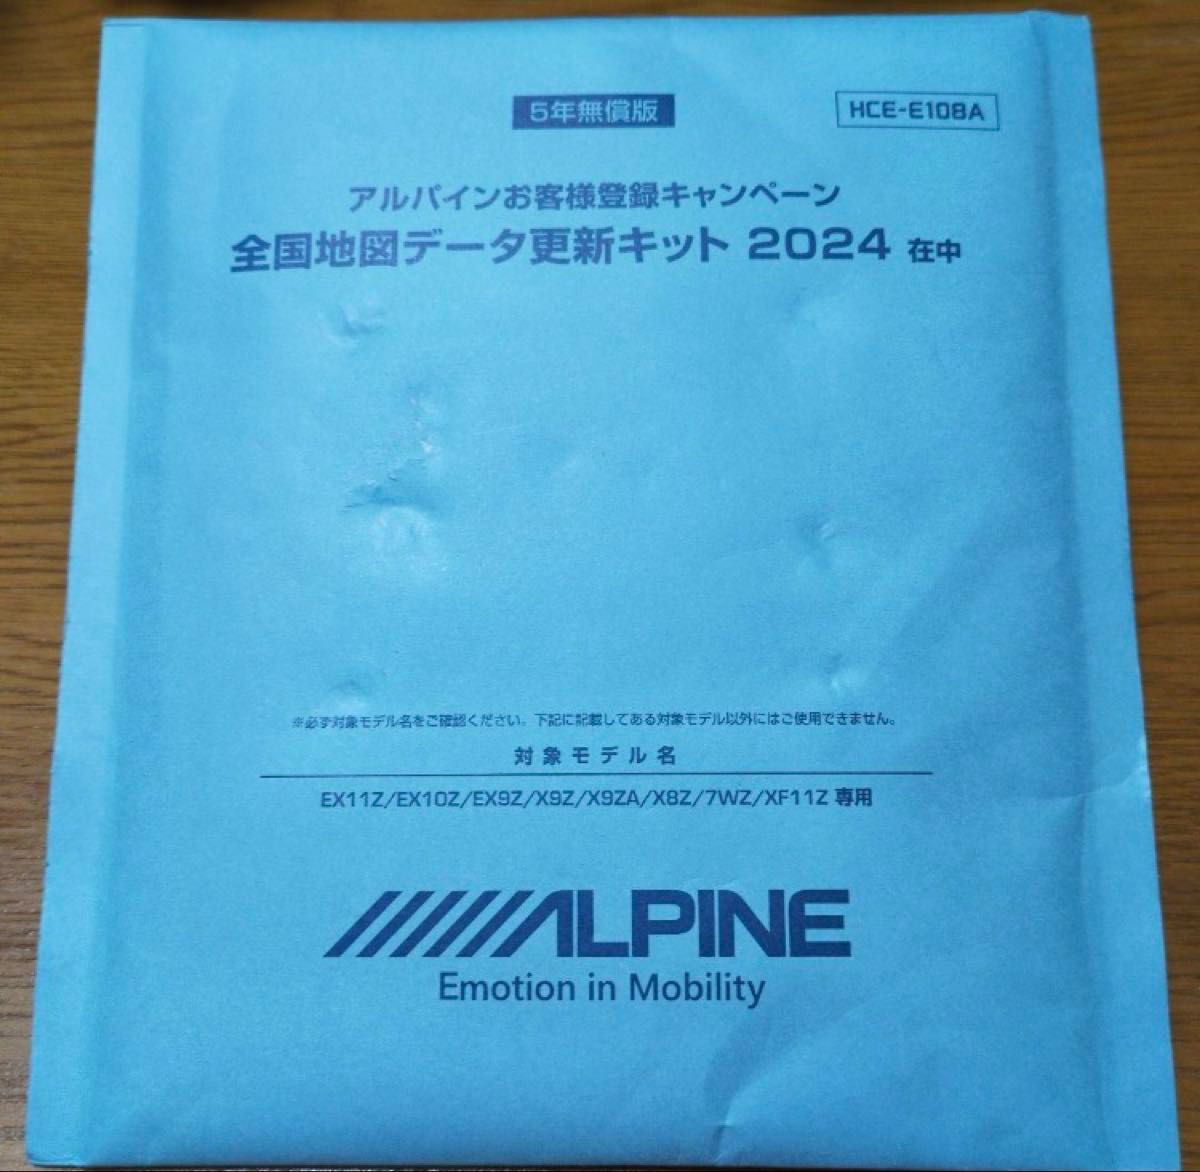 5年無償版
HCE-E108A
アルパインお客様登録キャンペーン
全国地図データ更新キット 2024 在中
※必ず対象モデル名をご確認ください。下記に記載してある対象モデル以外にはご使用できません。
対象モデル名
EX11Z/EX10Z/EX9Z/X9Z/X9ZA/X8Z/7WZ/XF11Z 専用
ALPINE
Emotion in Mobility